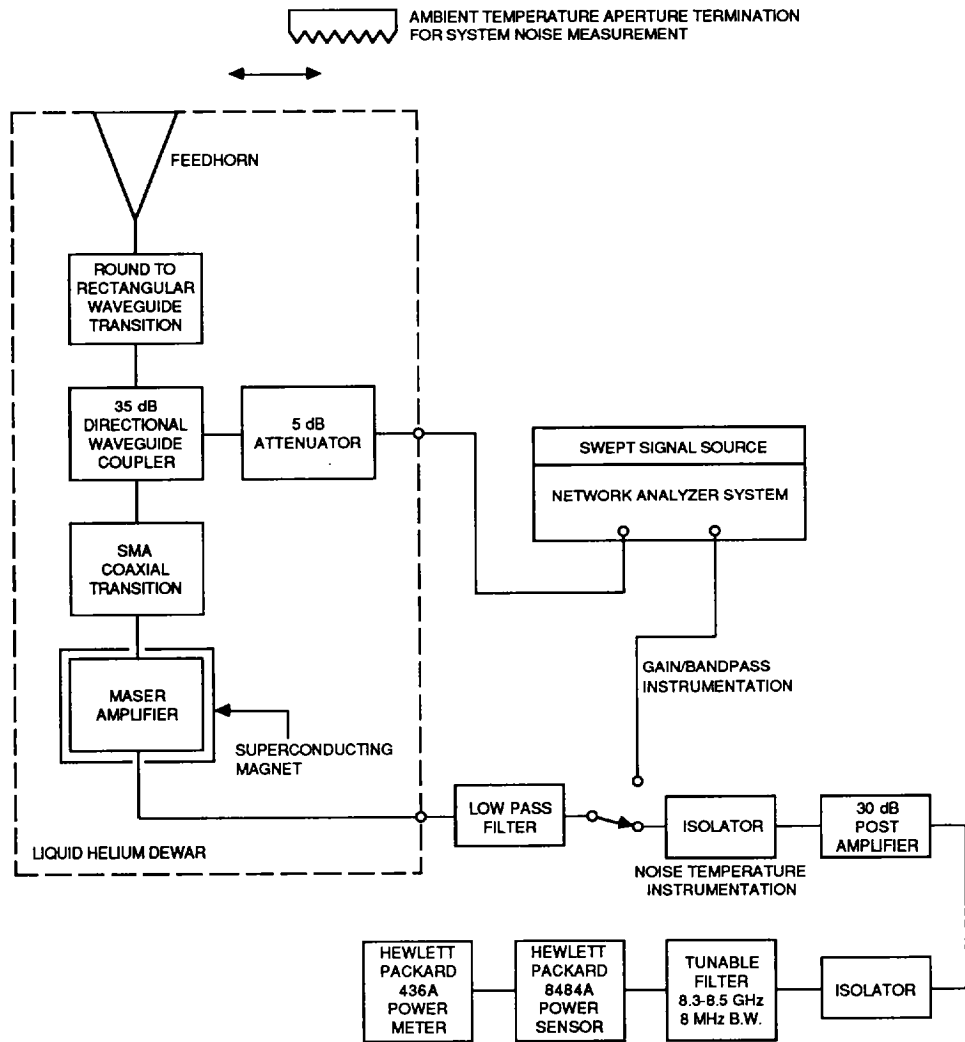 AMBIENT TEMPERATURE APERTURE TERMINATION
FOR SYSTEM NOISE MEASUREMENT
FEEDHORN
ROUND TO
RECTANGULAR
WAVEGUIDE
TRANSITION
35 dB
DIRECTIONAL
WAVEGUIDE
COUPLER
5 dB
ATTENUATOR
SWEPT SIGNAL SOURCE
NETWORK ANALYZER SYSTEM
SMA
COAXIAL
TRANSITION
GAIN/BANDPASS
INSTRUMENTATION
MASER
AMPLIFIER
SUPERCONDUCTING
MAGNET
LOW PASS
FILTER
ISOLATOR
30 dB
POST
AMPLIFIER
LIQUID HELIUM DEWAR
NOISE TEMPERATURE
INSTRUMENTATION
HEWLETT
PACKARD
436A
POWER
METER
HEWLETT
PACKARD
8484A
POWER
SENSOR
TUNABLE
FILTER
8.3-8.5 GHz
8 MHz B.W.
ISOLATOR